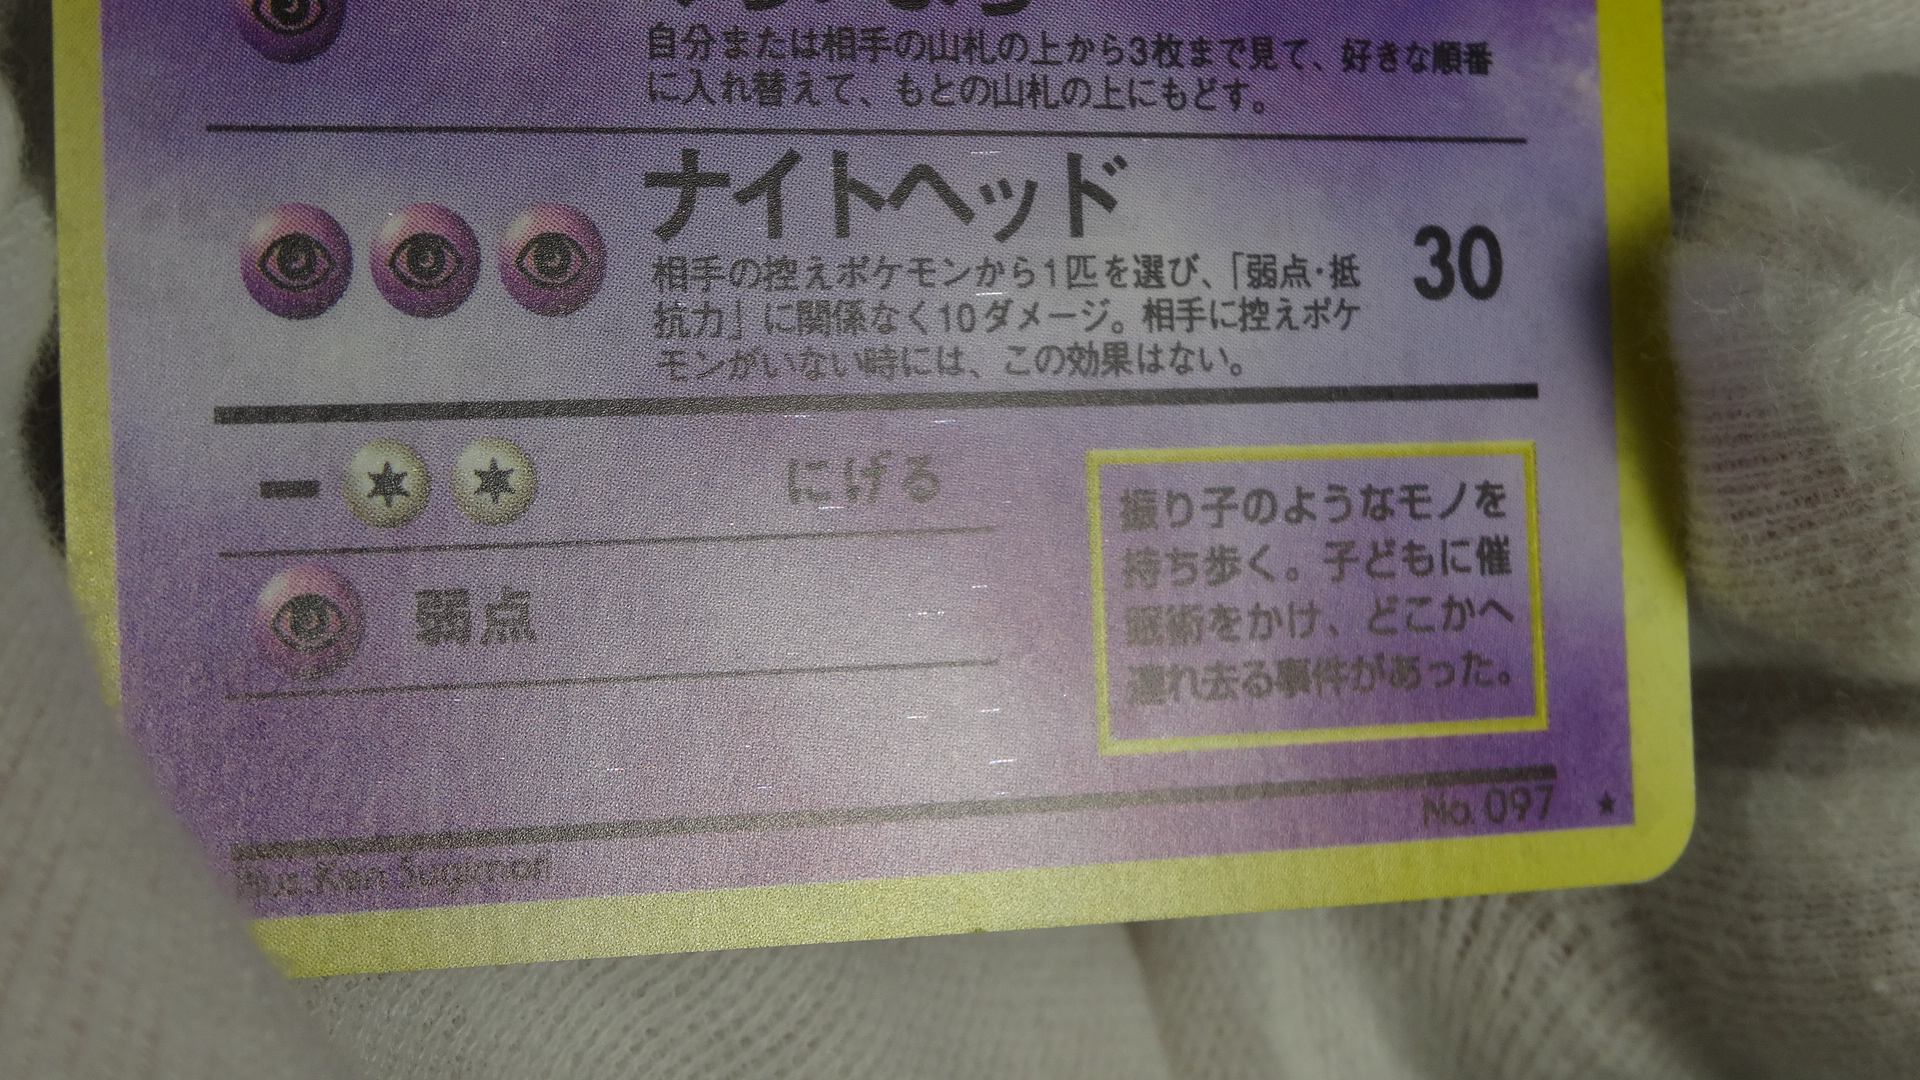 自分または相手の山札の上から3枚まで見て、好きな順番
に入れ替えて、もとの山札の上にもどす。
ナイトヘッド
30
相手の控えポケモンから1匹を選び、「弱点・抵
抗力」に関係なく10ダメージ。相手に控えポケ
モンがいない時には、この効果はない。
にげる
弱点
振り子のようなモノを
持ち歩く。子どもに催
眠術をかけ、どこかへ
連れ去る事件があった。
No. 097 ★
Illus. Ken Sugimori